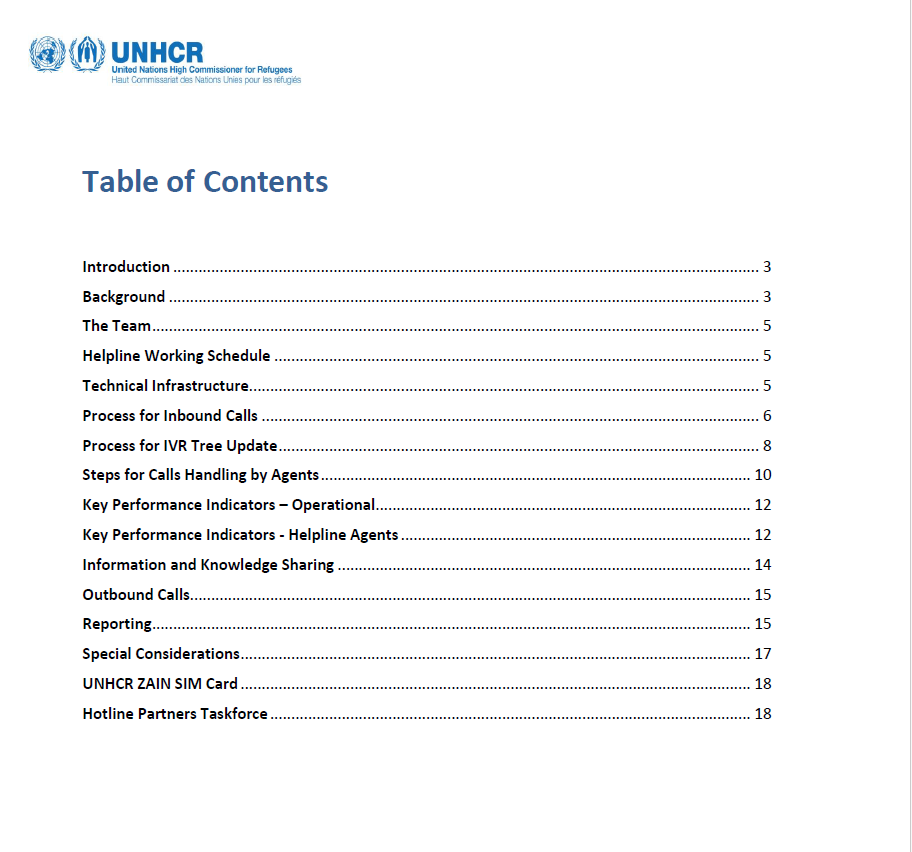 UNHCR
United Nations High Commissioner for Refugees
Haut Commissariat des Nations Unies pour les réfugiés
Table of Contents
Introduction ........................................ 3
Background ........................................ 3
The Team........................................ 5
Helpline Working Schedule ........................................ 5
Technical Infrastructure........................................ 5
Process for Inbound Calls ........................................ 6
Process for IVR Tree Update........................................ 8
Steps for Calls Handling by Agents........................................ 10
Key Performance Indicators – Operational........................................ 12
Key Performance Indicators - Helpline Agents ........................................ 12
Information and Knowledge Sharing ........................................ 14
Outbound Calls........................................ 15
Reporting........................................ 15
Special Considerations........................................ 17
UNHCR ZAIN SIM Card ........................................ 18
Hotline Partners Taskforce ........................................ 18